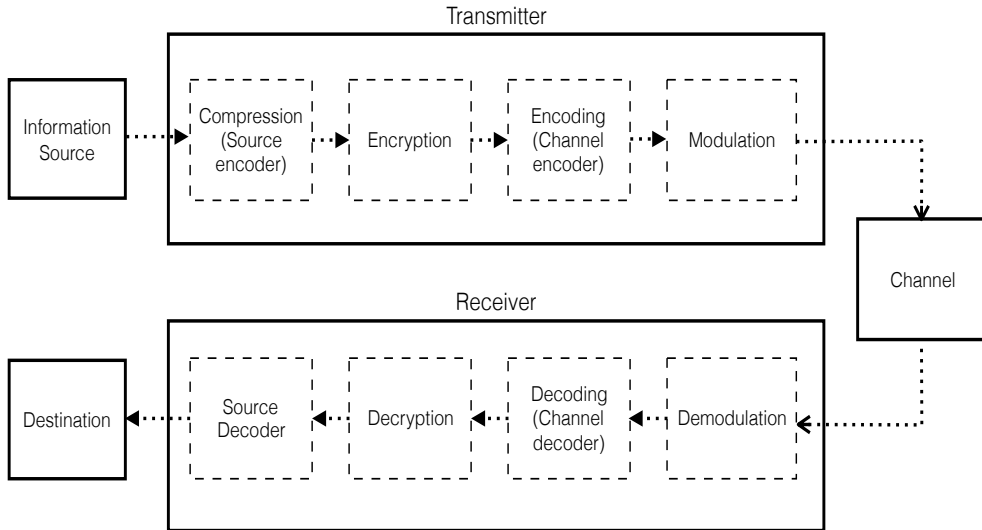 Transmitter
Information
Source
Compression
(Source
encoder)
Encryption
Encoding
(Channel
encoder)
Modulation
Channel
Receiver
Destination
Source
Decoder
Decryption
Decoding
(Channel
decoder)
Demodulation